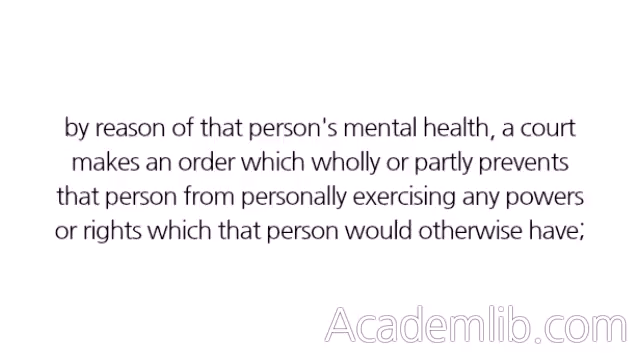 by reason of that person's mental health, a court
makes an order which wholly or partly prevents
that person from personally exercising any powers
or rights which that person would otherwise have;
Academlib.com